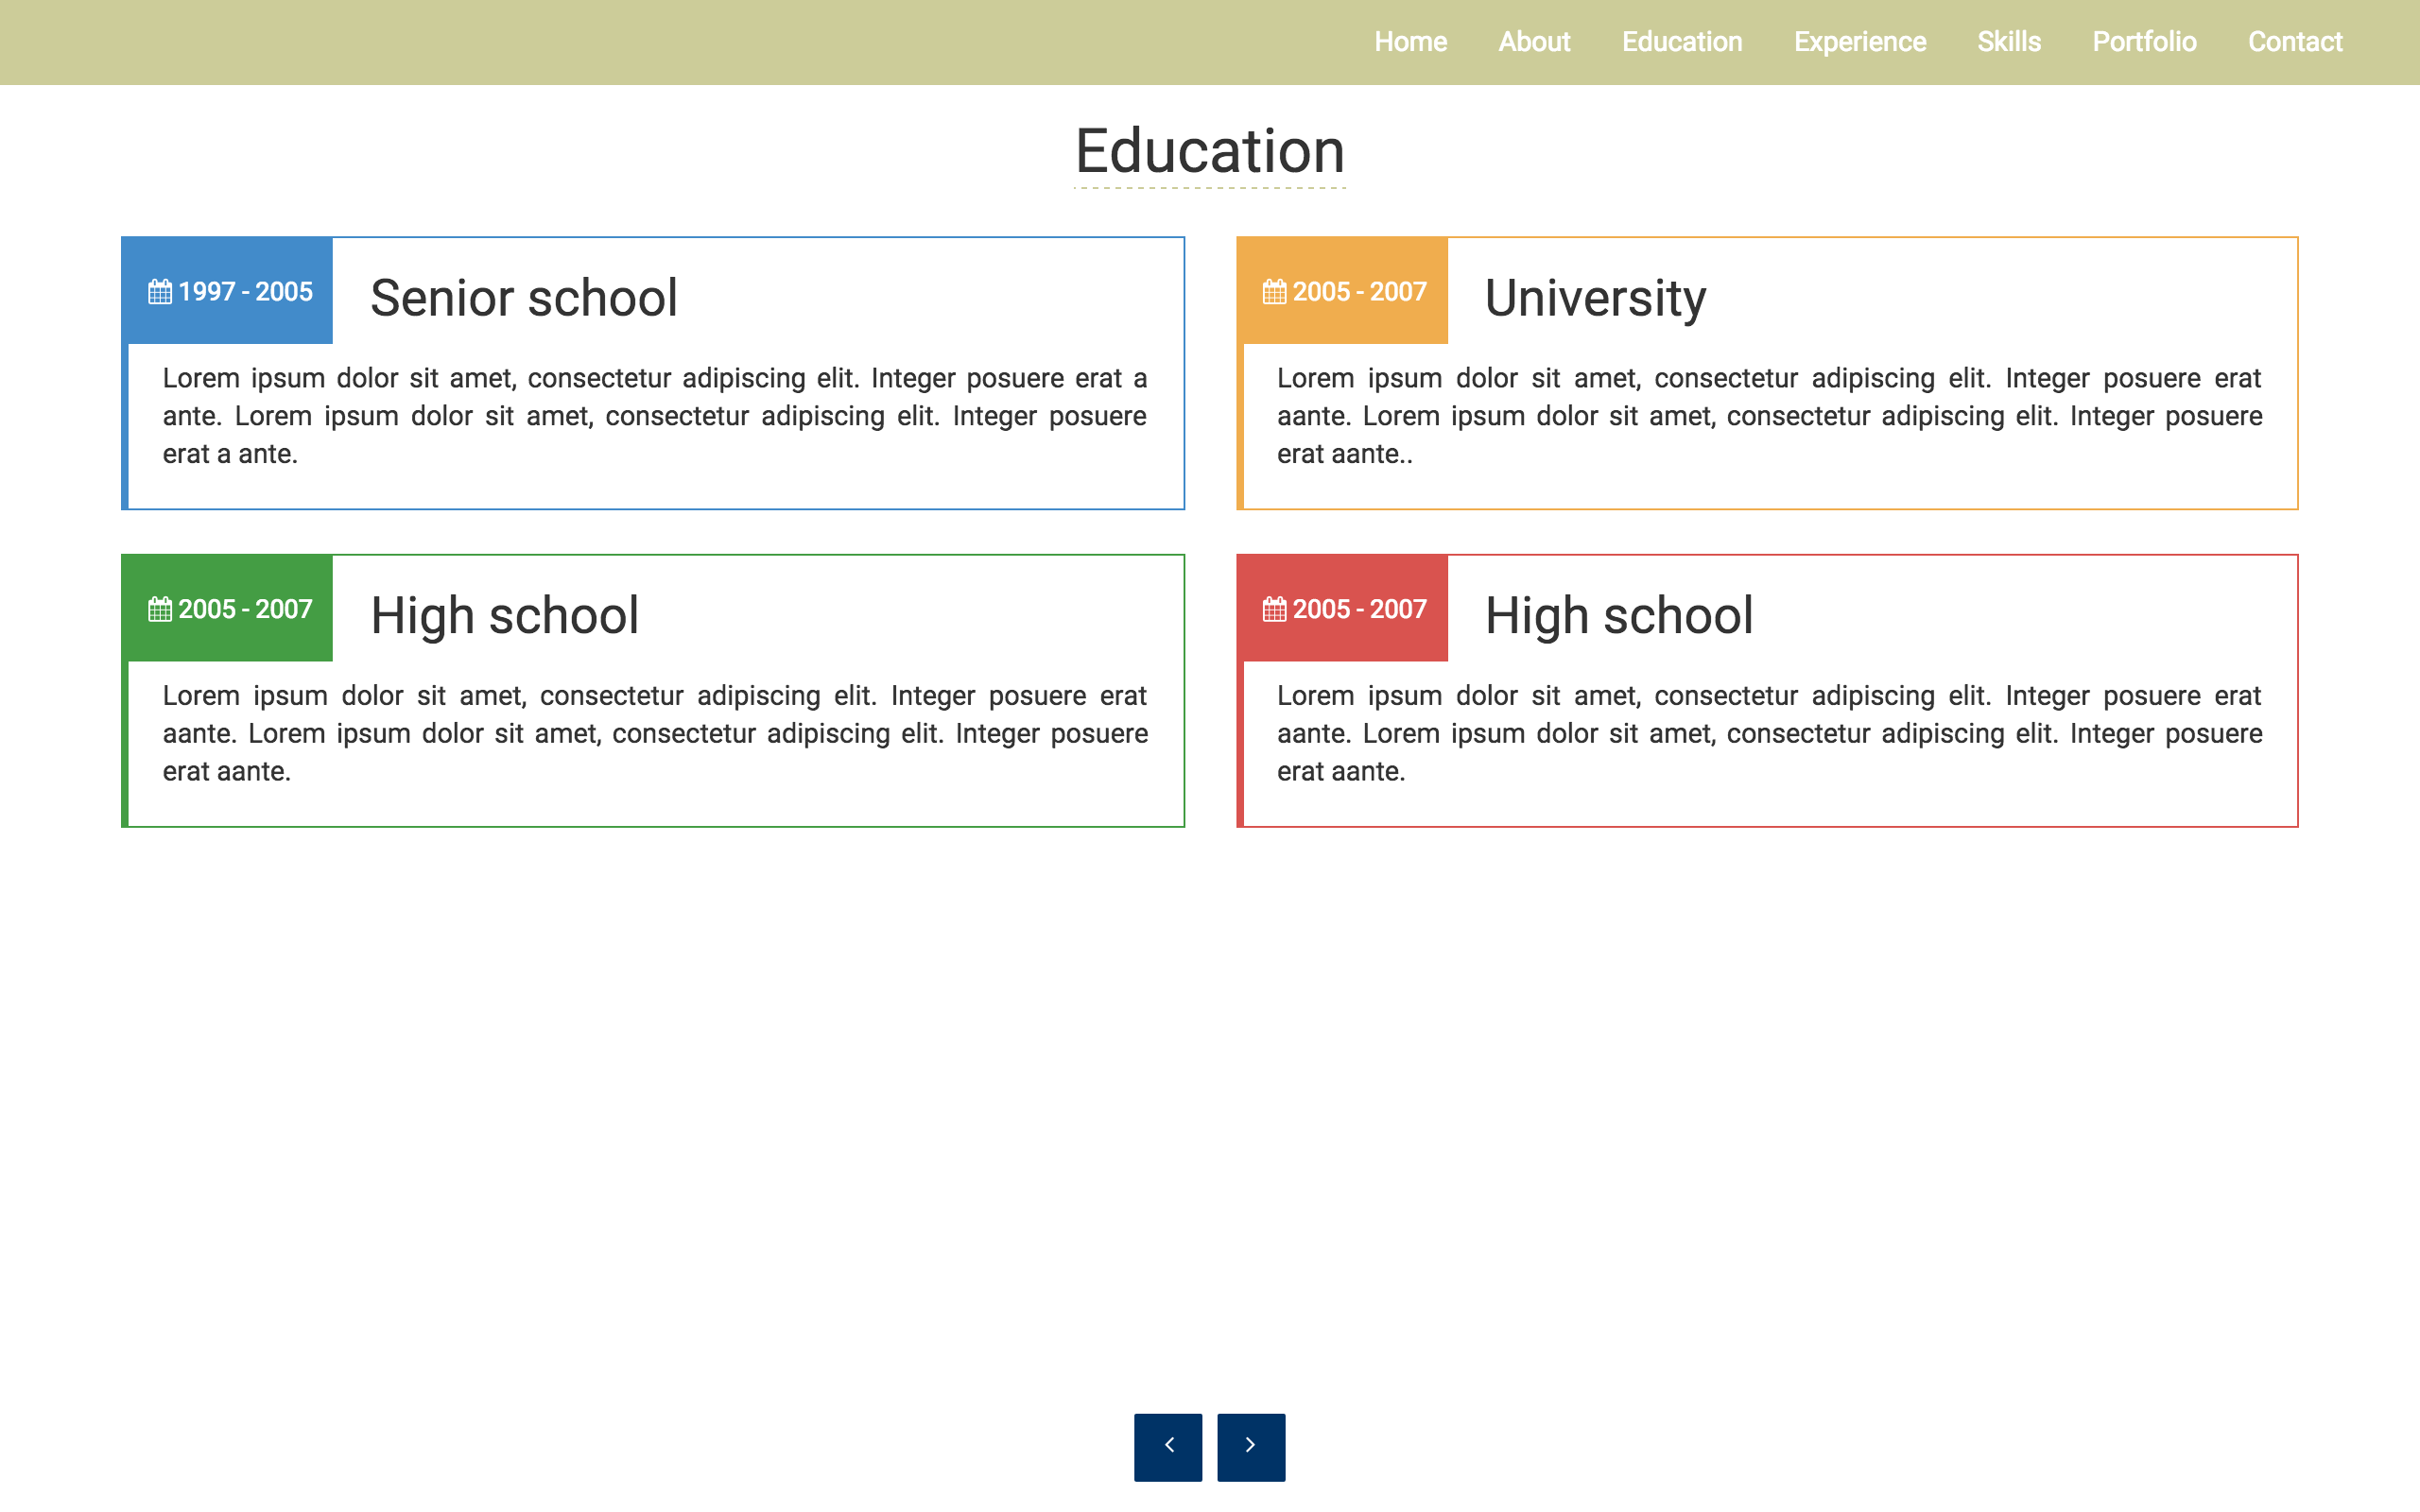 Home About Education Experience Skills Portfolio Contact
Education
1997 - 2005 Senior school
Lorem ipsum dolor sit amet, consectetur adipiscing elit. Integer posuere erat a
ante. Lorem ipsum dolor sit amet, consectetur adipiscing elit. Integer posuere
erat a ante.
2005 - 2007 University
Lorem ipsum dolor sit amet, consectetur adipiscing elit. Integer posuere erat
aante. Lorem ipsum dolor sit amet, consectetur adipiscing elit. Integer posuere
erat aante..
2005 - 2007 High school
Lorem ipsum dolor sit amet, consectetur adipiscing elit. Integer posuere erat
aante. Lorem ipsum dolor sit amet, consectetur adipiscing elit. Integer posuere
erat aante.
2005 - 2007 High school
Lorem ipsum dolor sit amet, consectetur adipiscing elit. Integer posuere erat
aante. Lorem ipsum dolor sit amet, consectetur adipiscing elit. Integer posuere
erat aante.